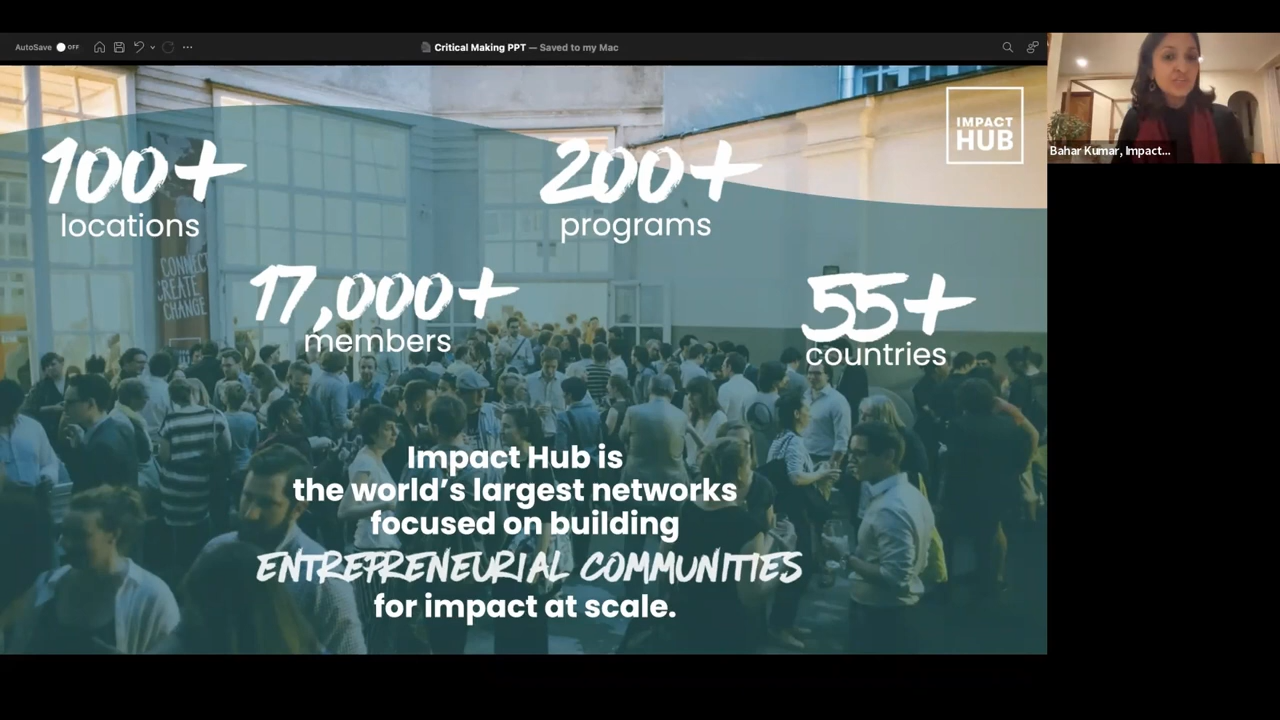 AutoSave OFF
Critical Making PPT — Saved to my Mac
IMPACT
HUB
Bahar Kumar, Impact...
100+
locations
200+
programs
17,000+
members
55+
countries
CONNECT
CREATE
CHANGE
Impact Hub is
the world's largest networks
focused on building
ENTREPRENEURIAL COMMUNITIES
for impact at scale.